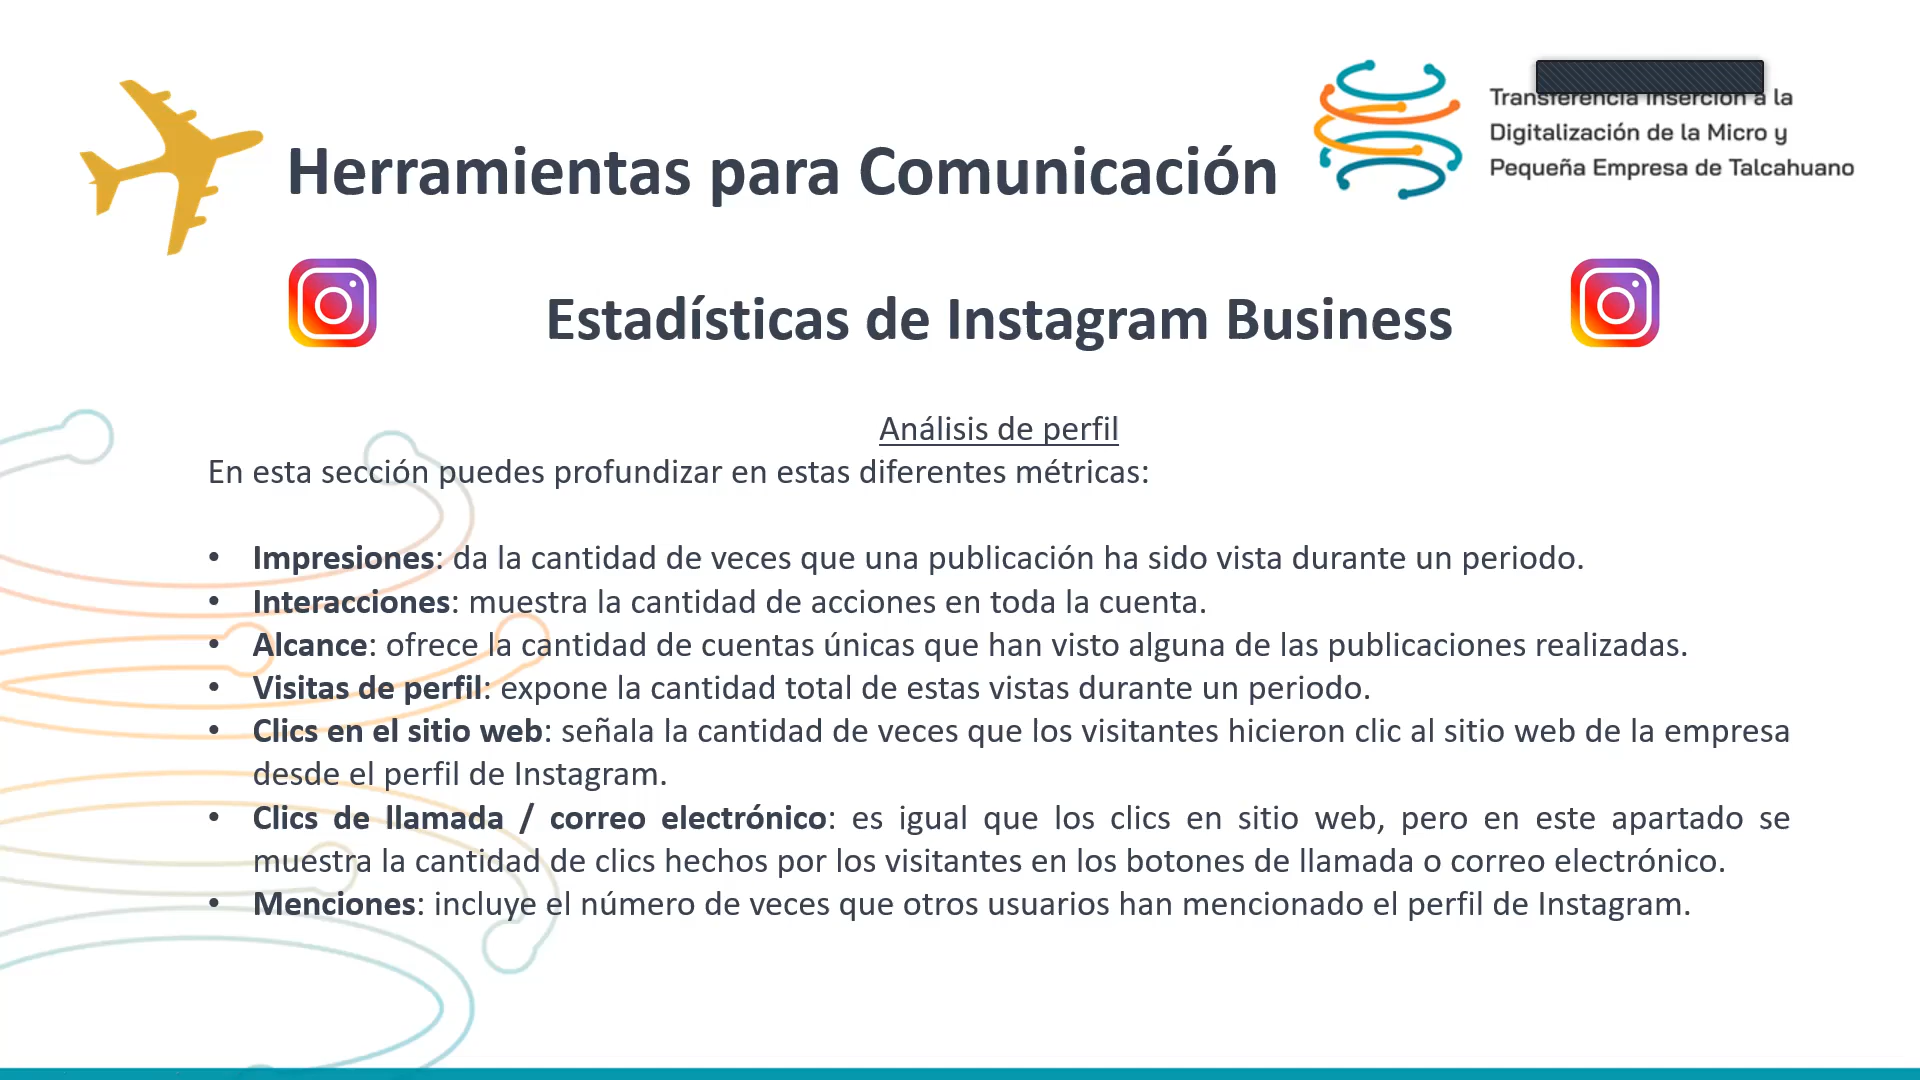 Herramientas para Comunicación
Transferencia Inserción a la
Digitalización de la Micro y
Pequeña Empresa de Talcahuano
Estadísticas de Instagram Business
Análisis de perfil
En esta sección puedes profundizar en estas diferentes métricas:
• Impresiones: da la cantidad de veces que una publicación ha sido vista durante un periodo.
• Interacciones: muestra la cantidad de acciones en toda la cuenta.
• Alcance: ofrece la cantidad de cuentas únicas que han visto alguna de las publicaciones realizadas.
• Visitas de perfil: expone la cantidad total de estas vistas durante un periodo.
• Clics en el sitio web: señala la cantidad de veces que los visitantes hicieron clic al sitio web de la empresa
desde el perfil de Instagram.
• Clics de llamada / correo electrónico: es igual que los clics en sitio web, pero en este apartado se
muestra la cantidad de clics hechos por los visitantes en los botones de llamada o correo electrónico.
• Menciones: incluye el número de veces que otros usuarios han mencionado el perfil de Instagram.